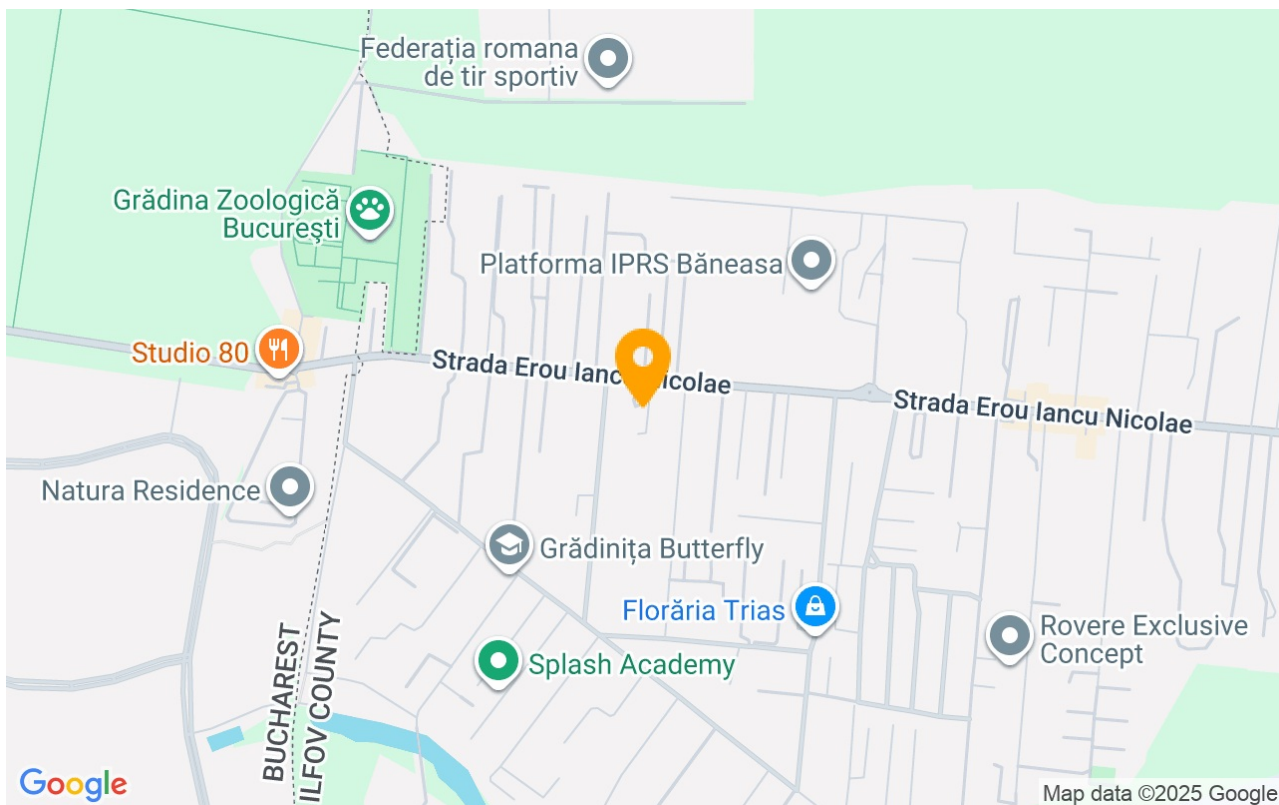 Federația romana
de tir sportiv
Grădina Zoologică
București
Platforma IPRS Băneasa
Studio 80
Strada Erou Iancu Nicolae
Strada Erou Iancu Nicolae
Natura Residence
Grădinița Butterfly
Florăria Trias
Rovere Exclusive
Concept
Splash Academy
BUCHAREST
ILFOV COUNTY
Google
Map data ©2025 Google